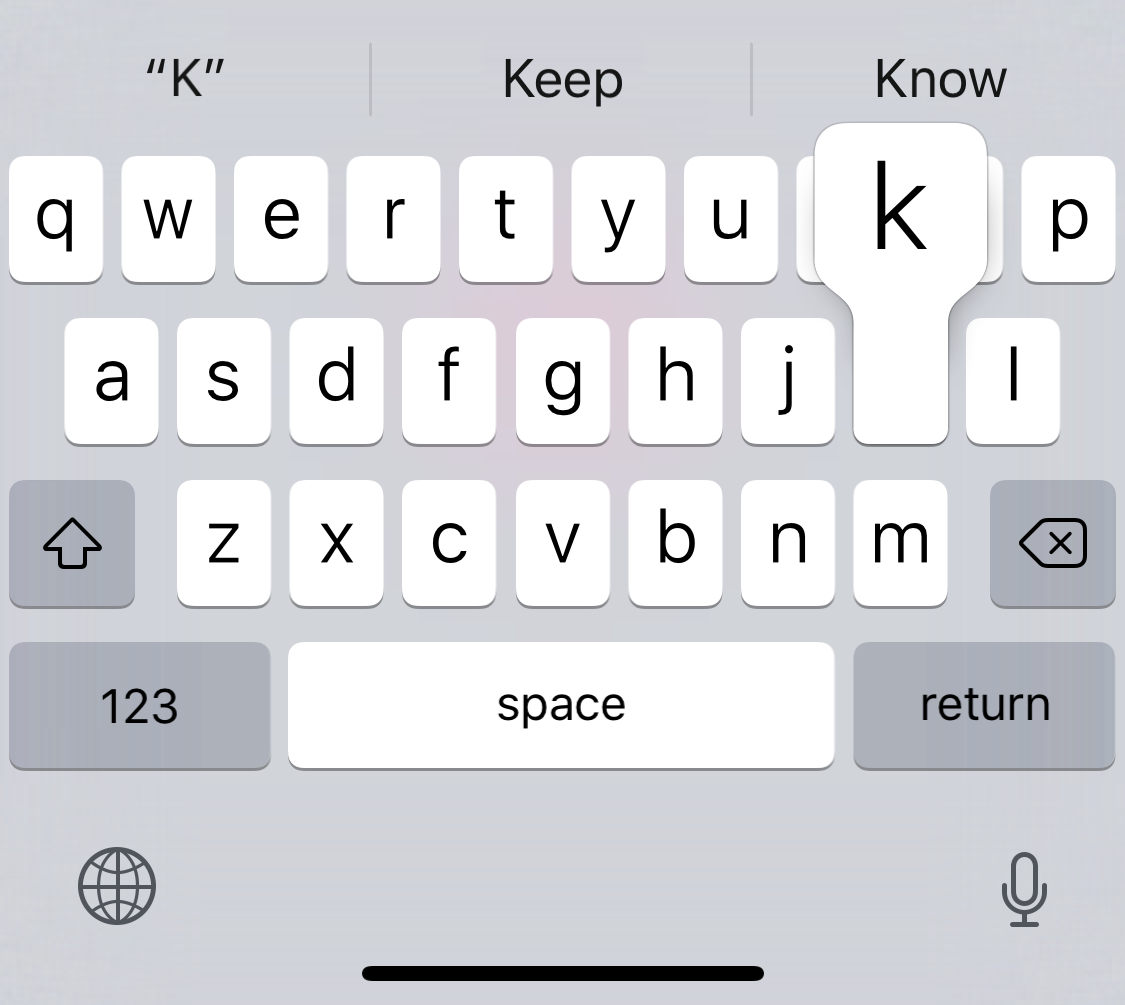 “K” Keep Know
q w e r t y u k p
a s d f g h j l
z x c v b n m
123 space return